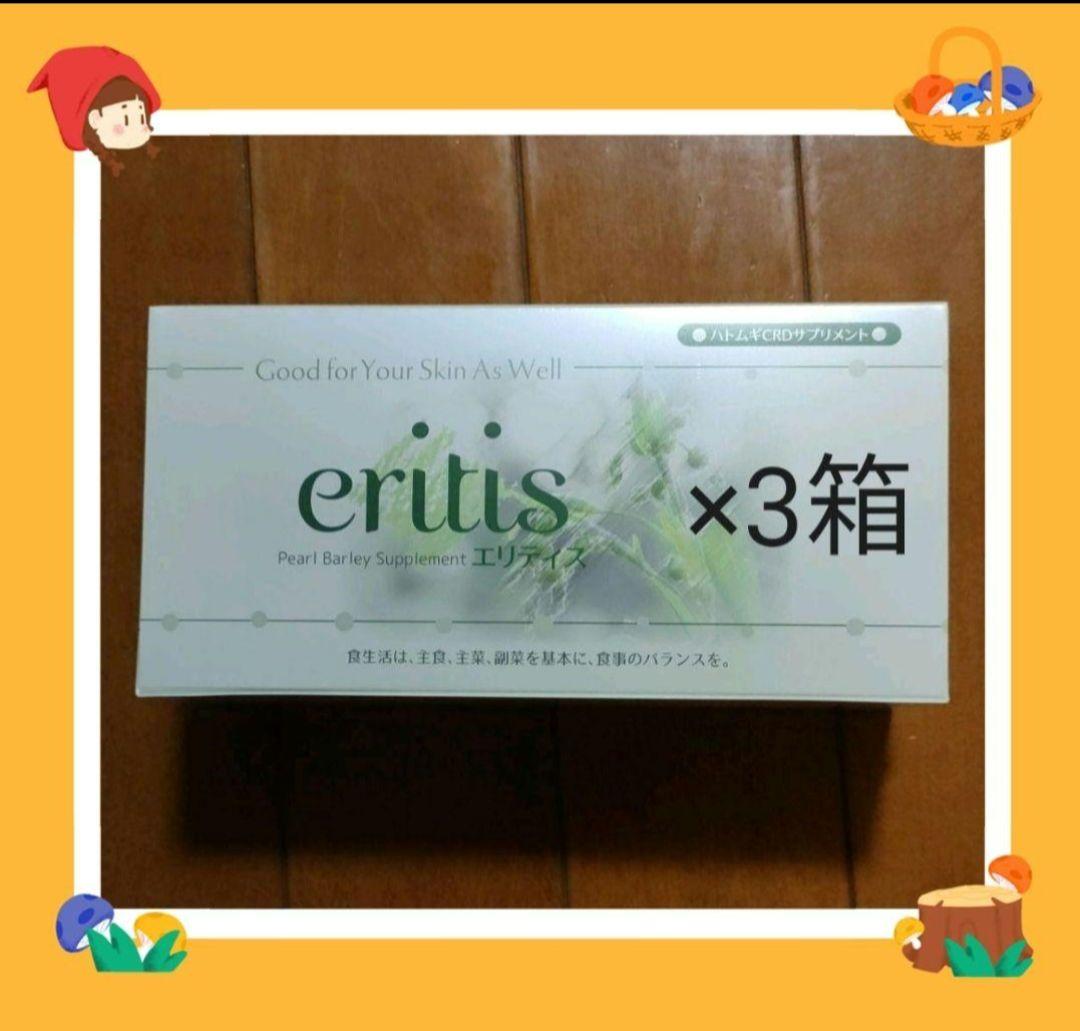 ハトムギCRDサプリメント
Good for Your Skin As Well
eritis
×3箱
Pearl Barley Supplement エリティス
食生活は、主食、主菜、副菜を基本に、食事のバランスを。